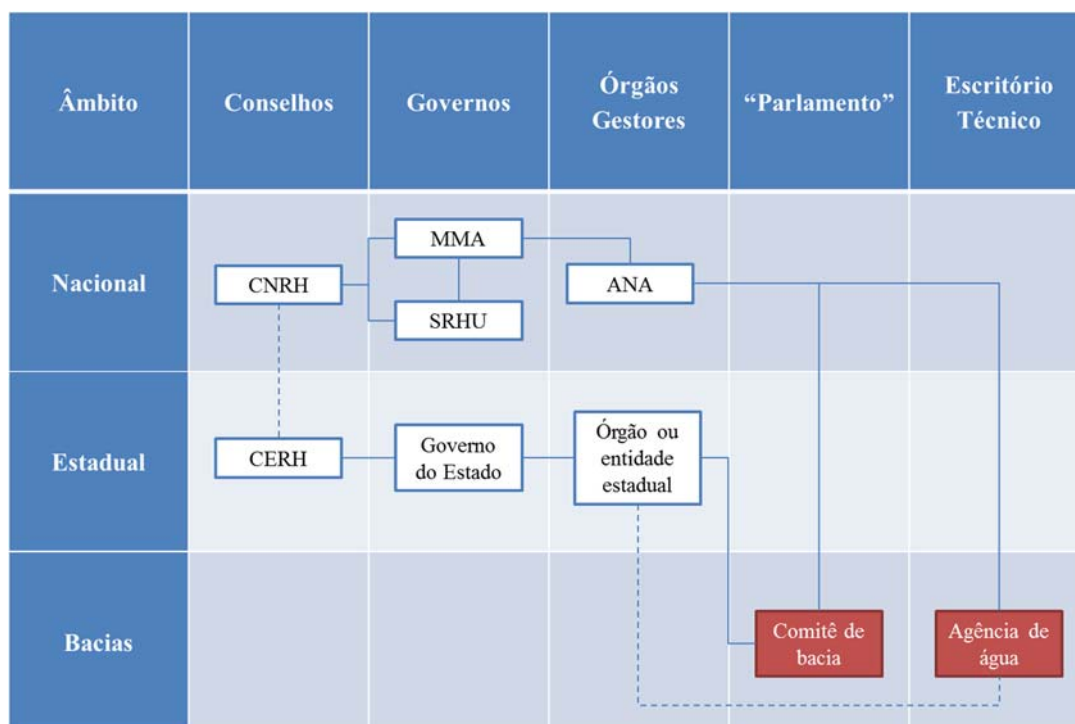 Âmbito
Conselhos
Governos
Órgãos
Gestores
“Parlamento”
Escritório
Técnico
Nacional
CNRH
MMA
SRHU
ANA
Estadual
CERH
Governo
do Estado
Órgão ou
entidade
estadual
Bacias
Comitê de
bacia
Agência de
água